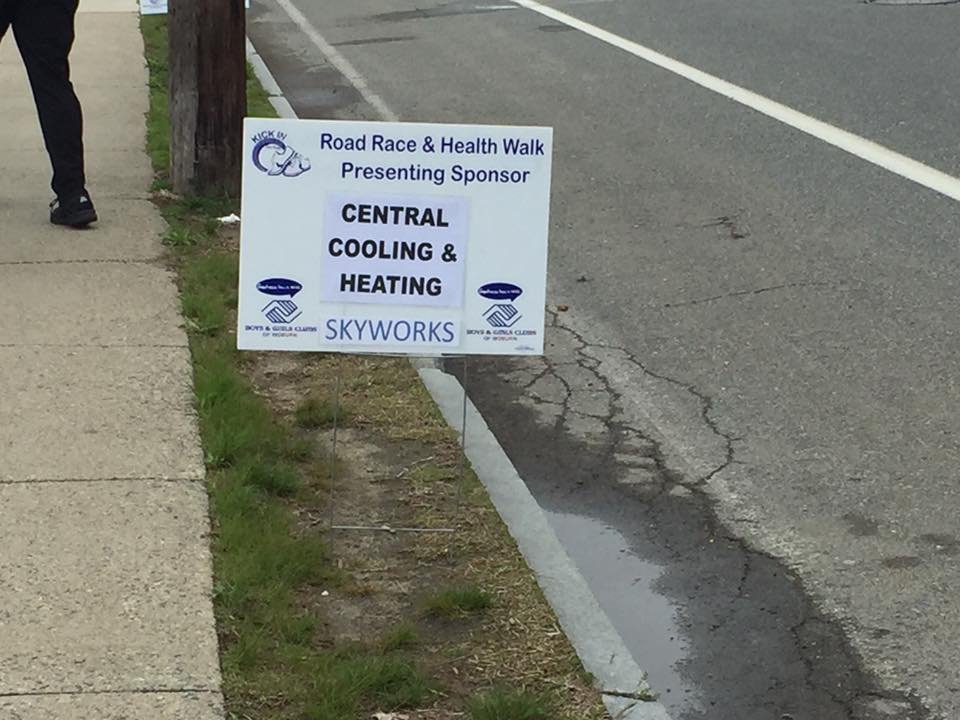 KICK IN
Road Race & Health Walk
Presenting Sponsor
CENTRAL
COOLING &
HEATING
SKYWORKS
BOYS & GIRLS CLUBS
OF WOBURN
BOYS & GIRLS CLUBS
OF WOBURN